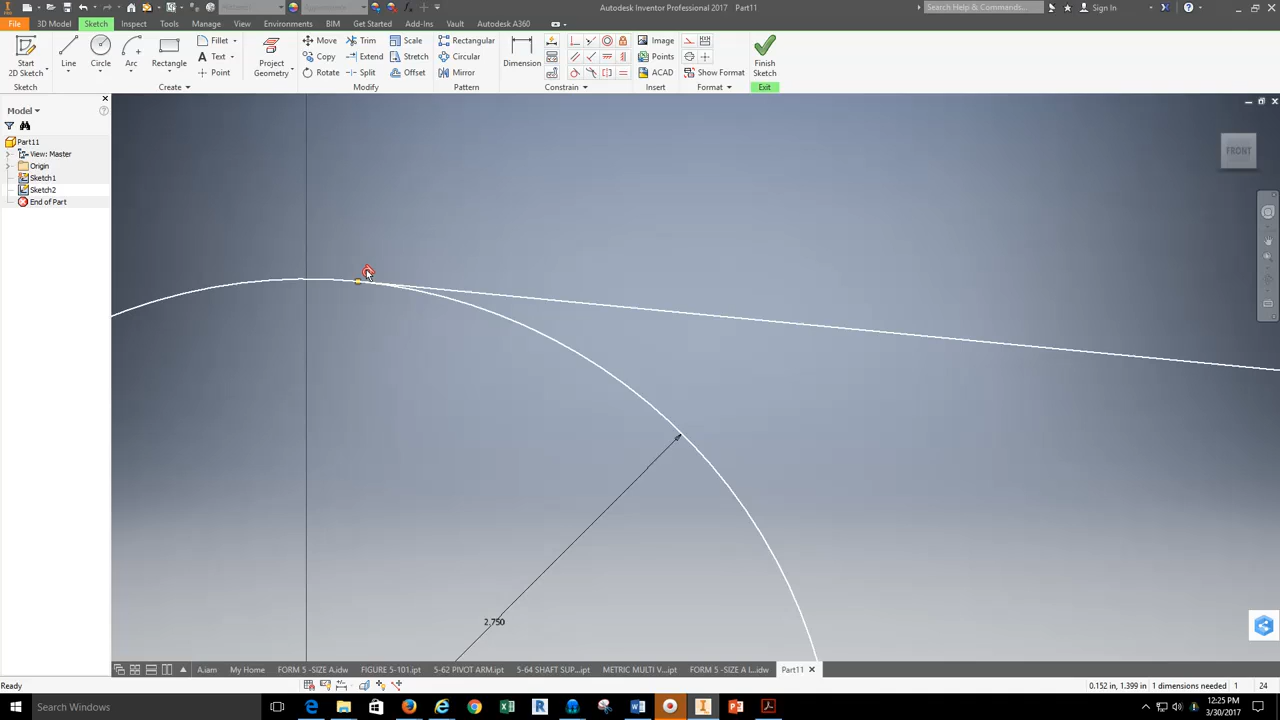 Autodesk Inventor Professional 2017 Part11
Search Help & Commands... Sign In
File 3D Model Sketch Inspect Tools Manage View Environments BIM Get Started Add-Ins Vault Autodesk A360
Start
2D Sketch
Line
Circle
Arc
Rectangle
Fillet
Text
Point
Project
Geometry
Move
Copy
Rotate
Trim
Extend
Split
Scale
Stretch
Offset
Rectangular
Circular
Mirror
Dimension
Image
Points
ACAD
Show Format
Finish
Sketch
Sketch Create Modify Pattern Constrain Insert Format Exit
Model
Part11
View: Master
Origin
Sketch1
Sketch2
End of Part
FRONT
2.750
A.iam My Home FORM 5 -SIZE A.idw FIGURE 5-101.ipt 5-62 PIVOT ARM.ipt 5-64 SHAFT SUP...ipt METRIC MULTI V...ipt FORM 5 -SIZE A I...idw Part11
Ready
0.152 in, 1.399 in 1 dimensions needed 1 24
Search Windows
12:25 PM
3/30/2017